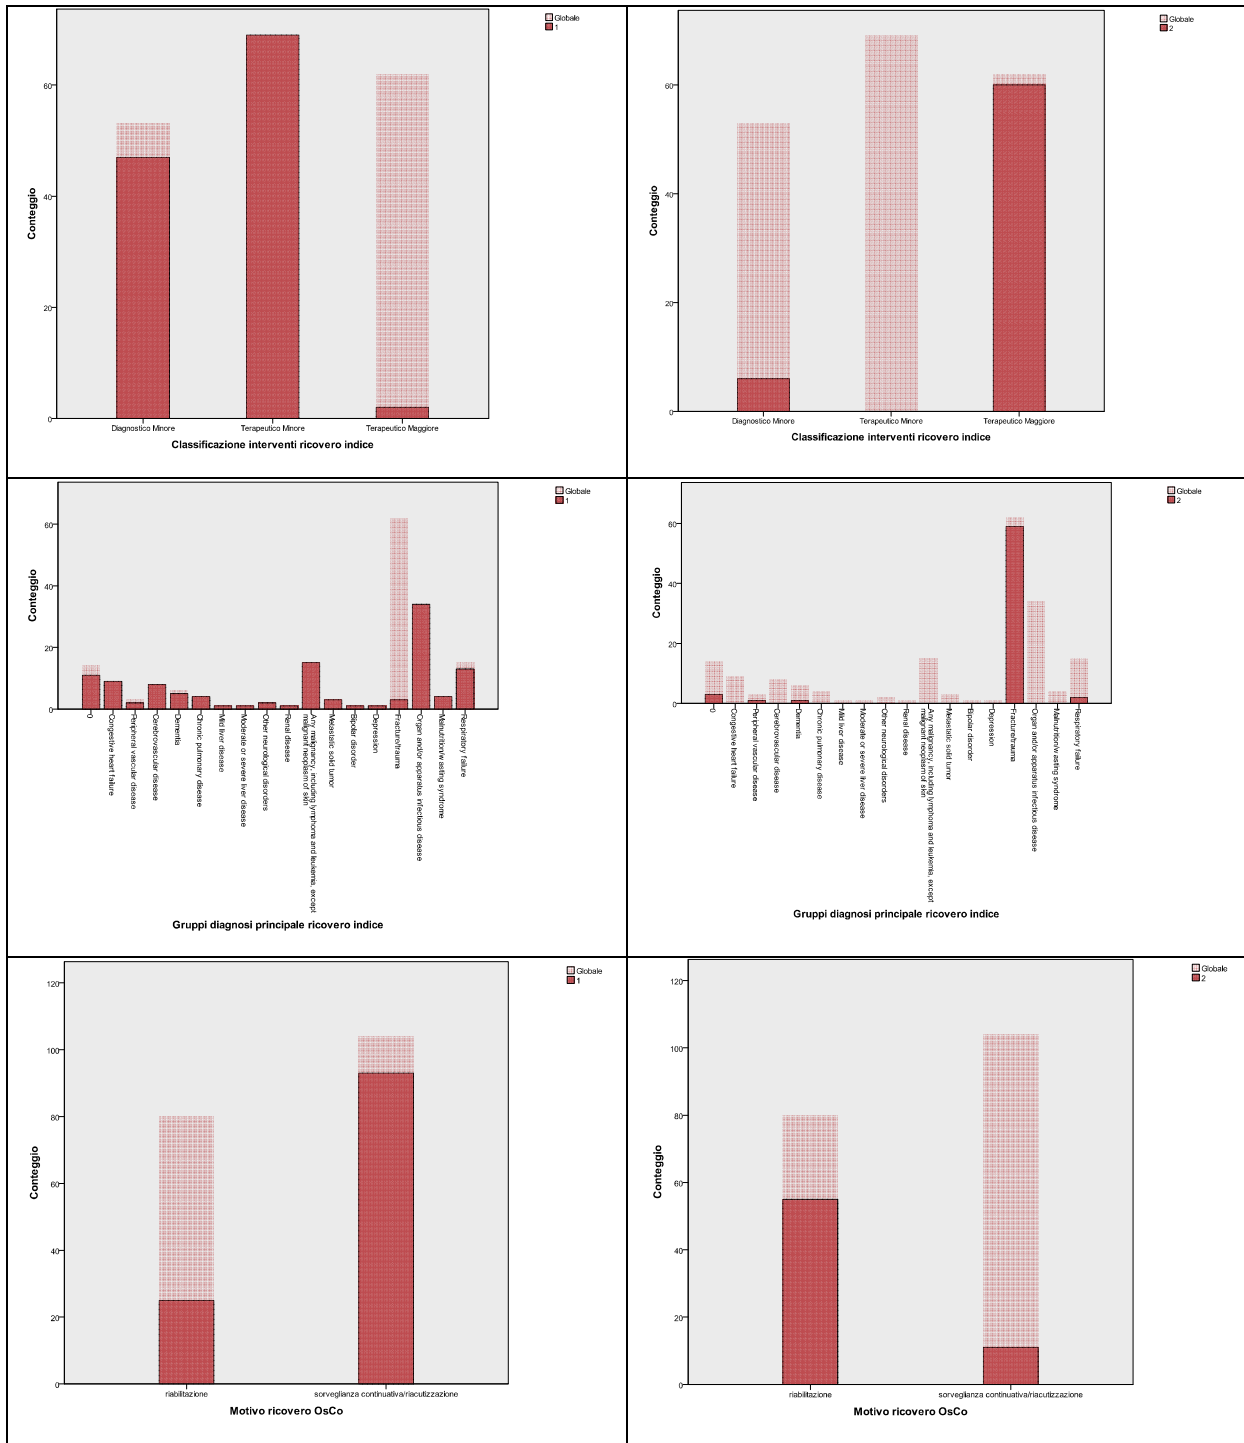 Globale
1
Conteggio
60
40
20
0
Diagnostico Minore
Terapeutico Minore
Terapeutico Maggiore
Classificazione interventi ricovero indice
Globale
2
Conteggio
60
40
20
0
Diagnostico Minore
Terapeutico Minore
Terapeutico Maggiore
Classificazione interventi ricovero indice
Globale
1
Conteggio
60
40
20
0
0
Congestive heart failure
Peripheral vascular disease
Cerebrovascular disease
Dementia
Chronic pulmonary disease
Mild liver disease
Moderate or severe liver disease
Other neurological disorders
Renal disease
Any malignancy, including lymphoma and leukemia, except
malignant neoplasm of skin
Metastatic solid tumor
Bipolar disorder
Depression
Fracture/trauma
Organ and/or apparatus infectious disease
Malnutrition/wasting syndrome
Respiratory failure
Gruppi diagnosi principale ricovero indice
Globale
2
Conteggio
60
40
20
0
0
Congestive heart failure
Peripheral vascular disease
Cerebrovascular disease
Dementia
Chronic pulmonary disease
Mild liver disease
Moderate or severe liver disease
Other neurological disorders
Renal disease
Any malignancy, including lymphoma and leukemia, except
malignant neoplasm of skin
Metastatic solid tumor
Bipolar disorder
Depression
Fracture/trauma
Organ and/or apparatus infectious disease
Malnutrition/wasting syndrome
Respiratory failure
Gruppi diagnosi principale ricovero indice
Globale
1
Conteggio
120
100
80
60
40
20
0
riabilitazione
sorveglianza continuativa/riacutizzazione
Motivo ricovero OsCo
Globale
2
Conteggio
120
100
80
60
40
20
0
riabilitazione
sorveglianza continuativa/riacutizzazione
Motivo ricovero OsCo